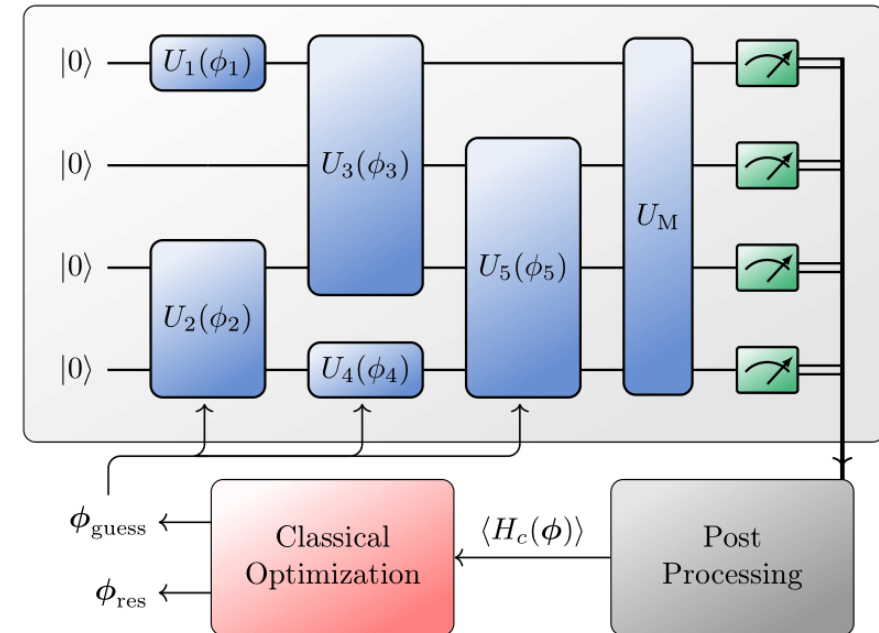 |0⟩ U₁(ϕ₁)
|0⟩ U₃(ϕ₃)
U_M
|0⟩ U₅(ϕ₅)
U₂(ϕ₂)
|0⟩ U₄(ϕ₄)
ϕ_guess
Classical
Optimization
⟨H_c(ϕ)⟩
Post
Processing
ϕ_res